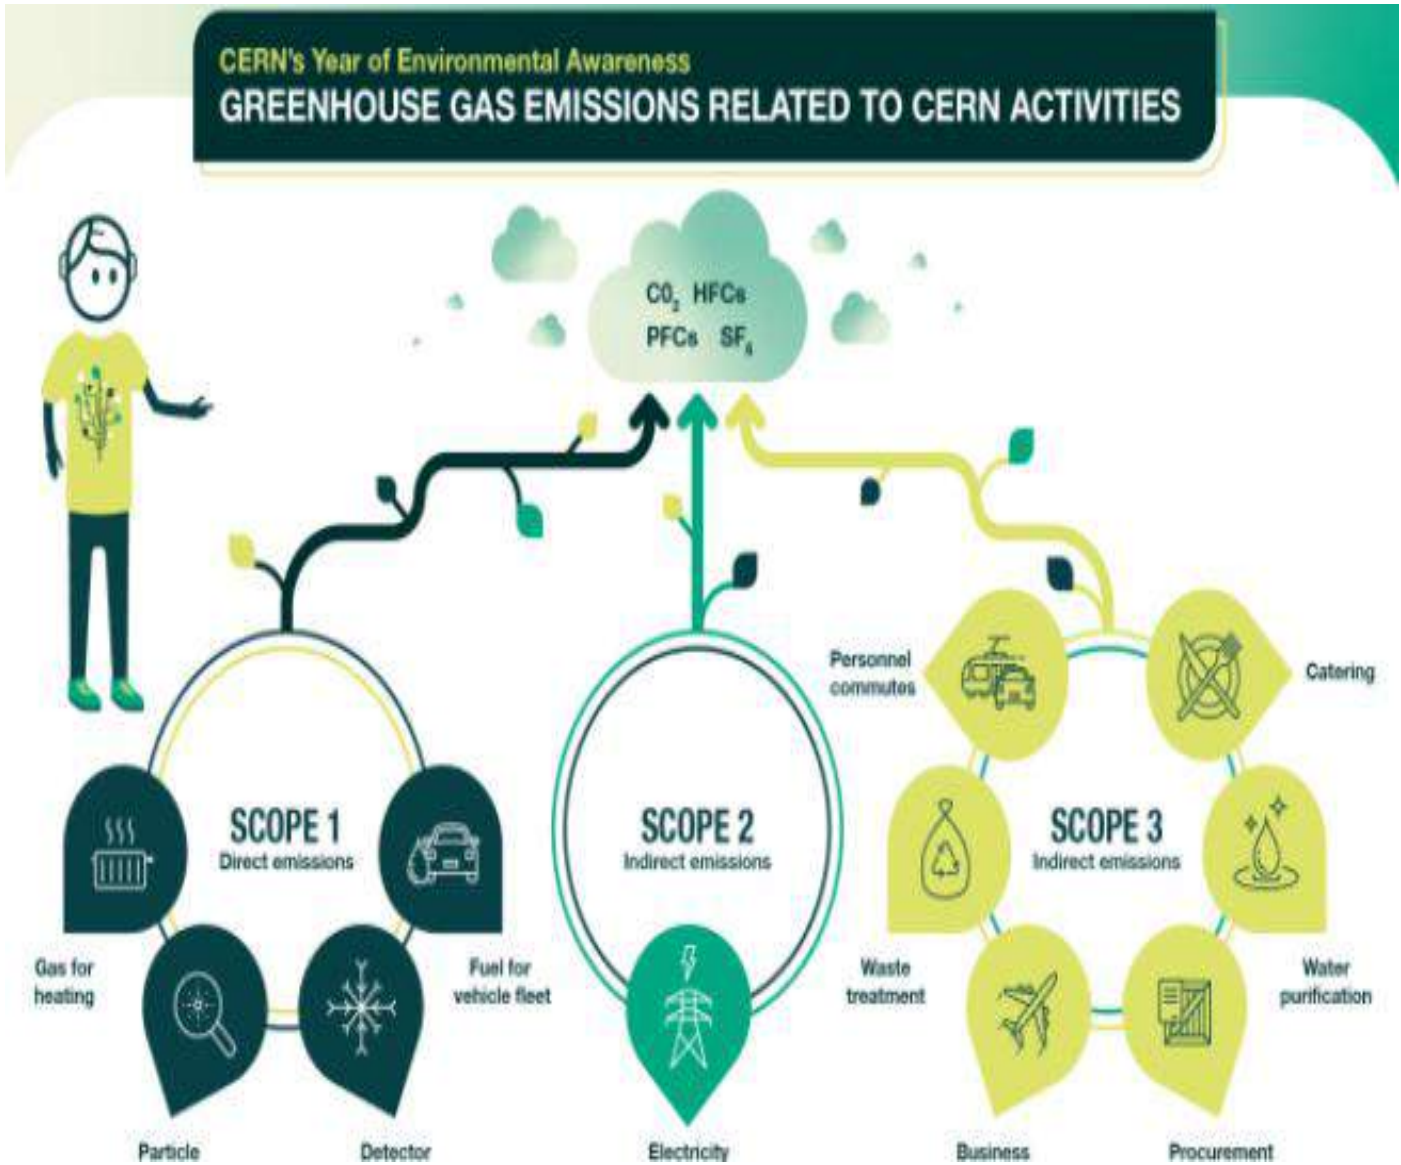 CERN's Year of Environmental Awareness
GREENHOUSE GAS EMISSIONS RELATED TO CERN ACTIVITIES
CO₂ HFCs
PFCs SF₆
Personnel
commutes
Catering
SCOPE 1
Direct emissions
SCOPE 2
Indirect emissions
SCOPE 3
Indirect emissions
Gas for
heating
Fuel for
vehicle fleet
Waste
treatment
Water
purification
Particle
Detector
Electricity
Business
Procurement